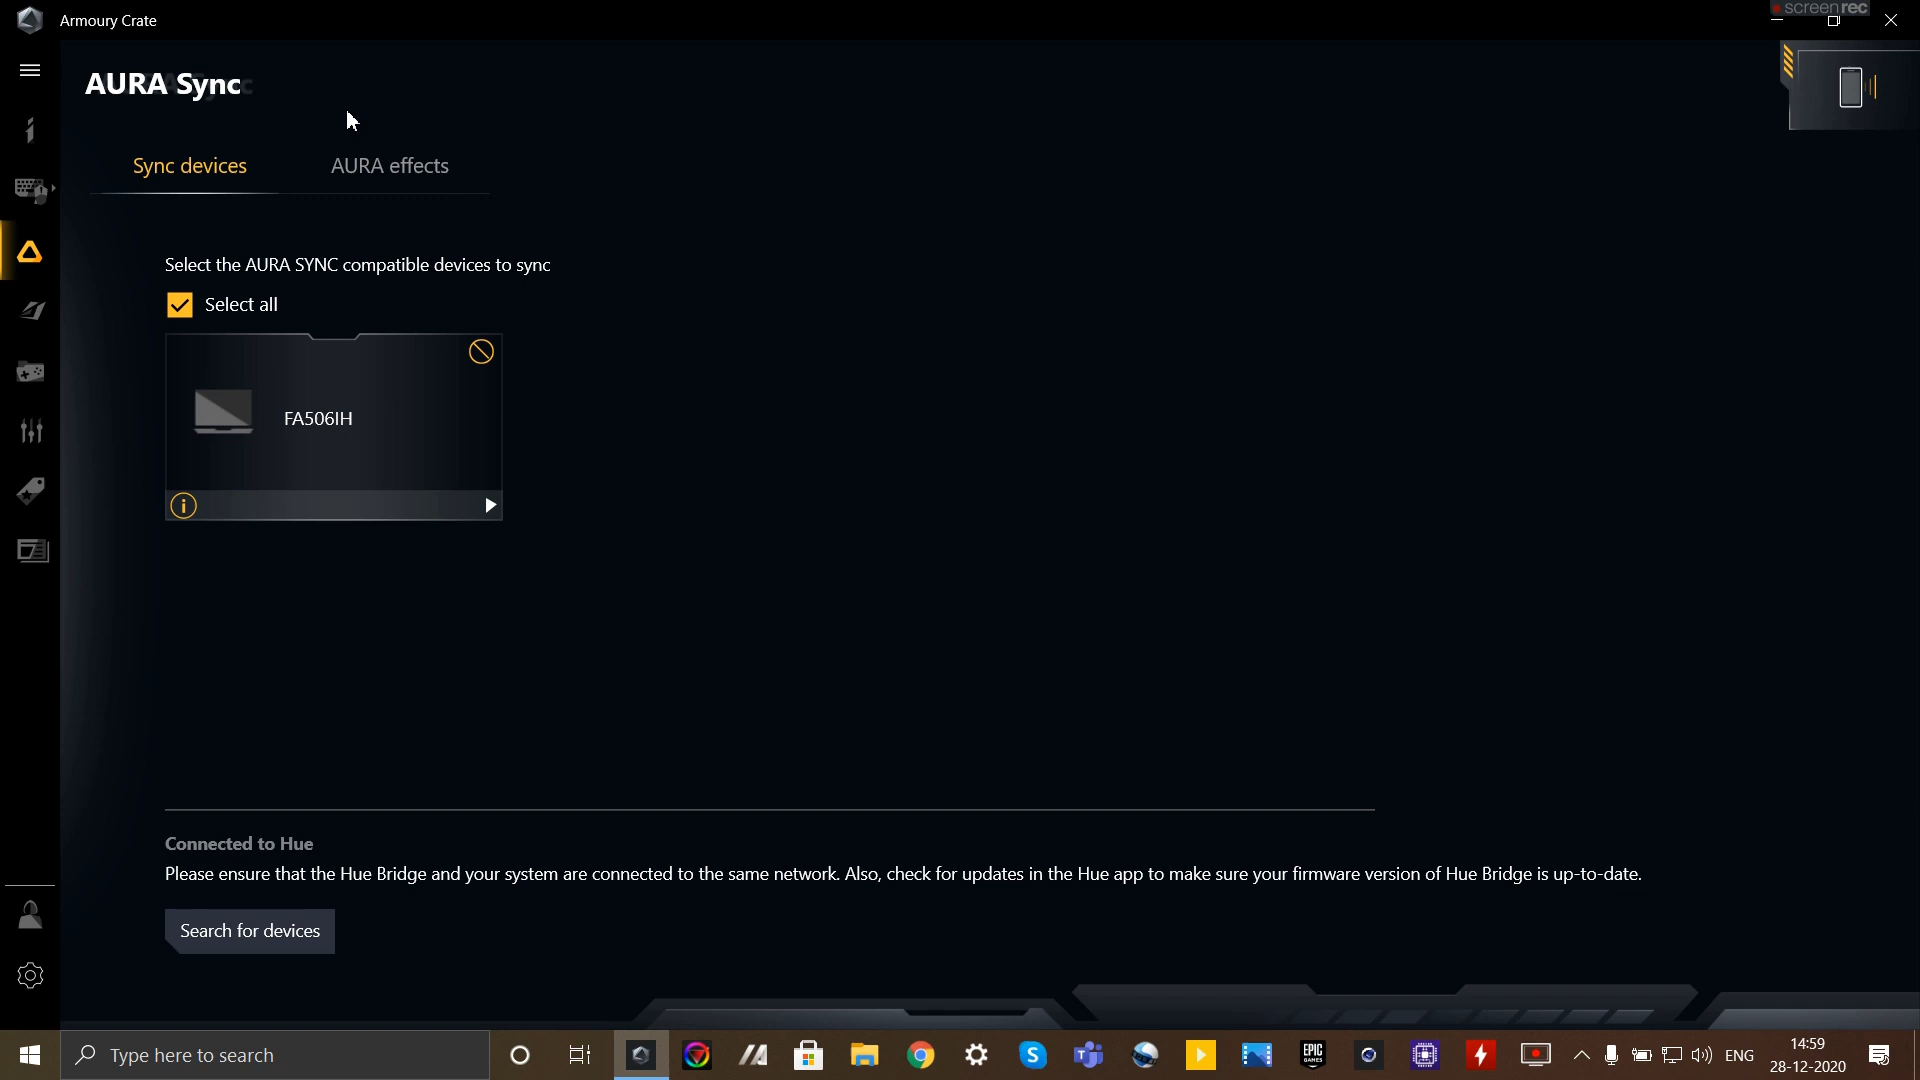 Armoury Crate
screenrec
AURA Sync
Sync devices
AURA effects
Select the AURA SYNC compatible devices to sync
Select all
FA506IH
Connected to Hue
Please ensure that the Hue Bridge and your system are connected to the same network. Also, check for updates in the Hue app to make sure your firmware version of Hue Bridge is up-to-date.
Search for devices
Type here to search
EPIC
GAMES
ENG
14:59
28-12-2020